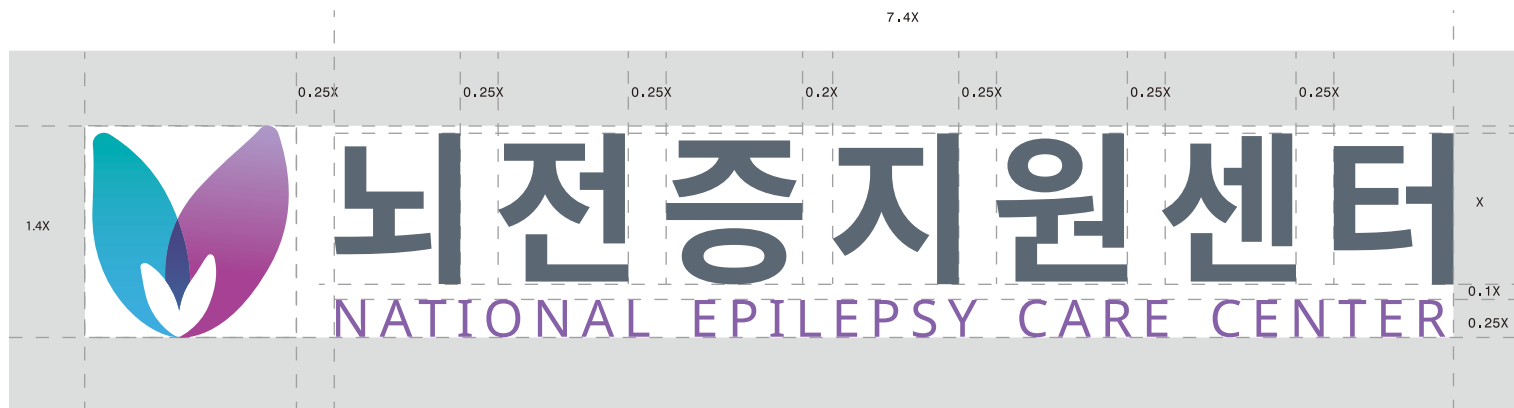 7.4X
0.25X 0.25X 0.25X 0.2X 0.25X 0.25X 0.25X
1.4X
뇌전증지원센터
X
0.1X
NATIONAL EPILEPSY CARE CENTER
0.25X